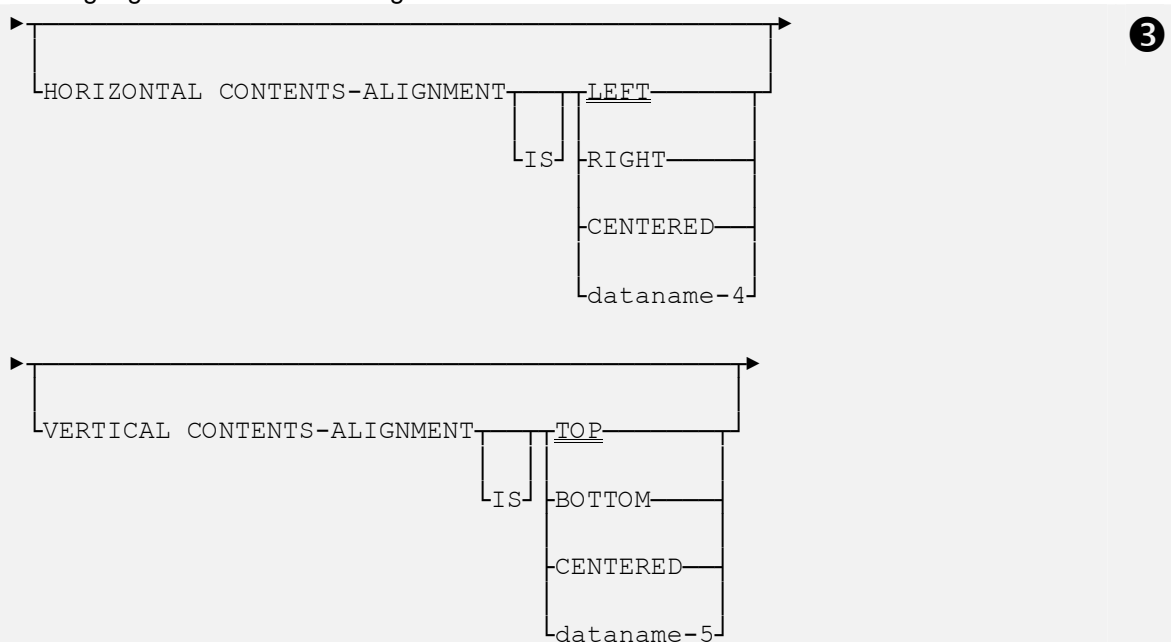 ❸
HORIZONTAL CONTENTS-ALIGNMENT LEFT
IS RIGHT
CENTERED
dataname-4
VERTICAL CONTENTS-ALIGNMENT TOP
IS BOTTOM
CENTERED
dataname-5